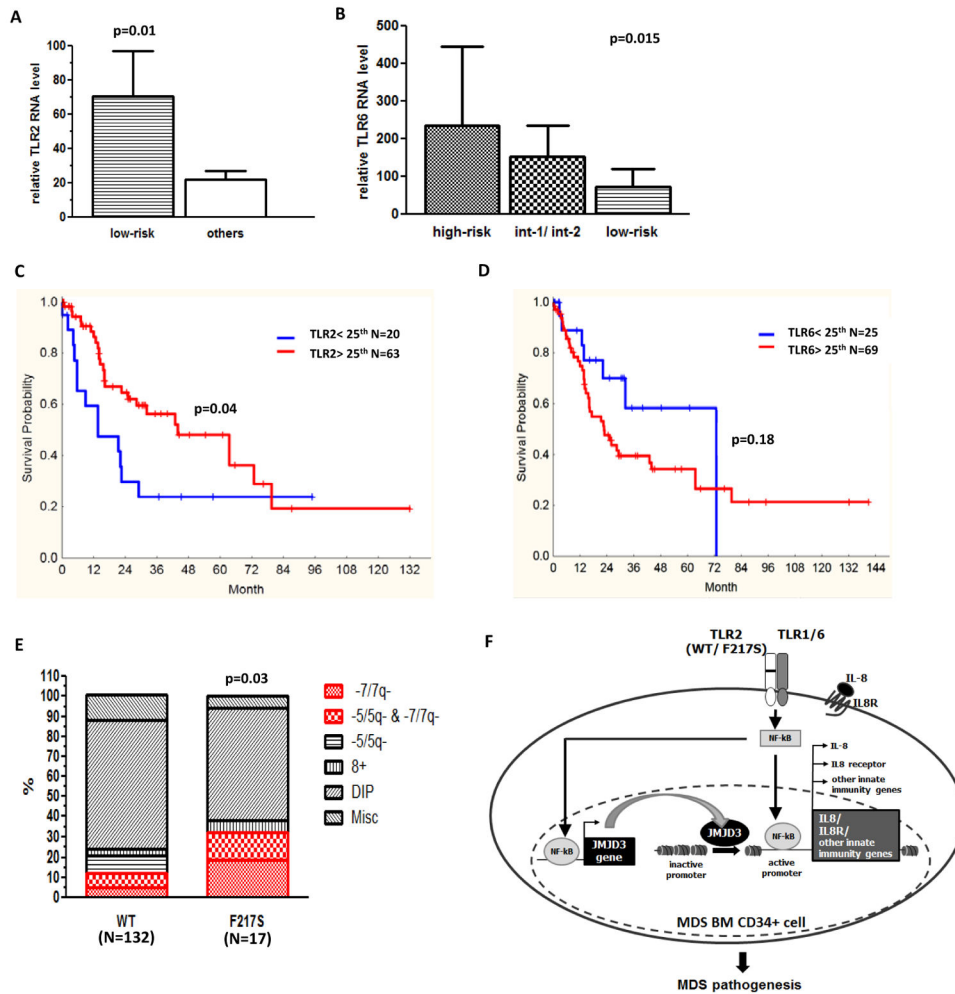 A
p=0.01
relative TLR2 RNA level
100
80
60
40
20
0
low-risk others
B
p=0.015
relative TLR6 RNA level
500
400
300
200
100
0
high-risk int-1/ int-2 low-risk
C
TLR2< 25th N=20
TLR2> 25th N=63
p=0.04
Survival Probability
1.0
0.8
0.6
0.4
0.2
0.0
0 12 24 36 48 60 72 84 96 108 120 132
Month
D
TLR6< 25th N=25
TLR6> 25th N=69
p=0.18
Survival Probability
1.0
0.8
0.6
0.4
0.2
0.0
0 12 24 36 48 60 72 84 96 108 120 132 144
Month
E
p=0.03
%
110
100
90
80
70
60
50
40
30
20
10
0
WT F217S
(N=132) (N=17)
-7/7q-
-5/5q- & -7/7q-
-5/5q-
8+
DIP
Misc
F
TLR2 TLR1/6
(WT/ F217S)
IL-8
IL8R
NF-kB
IL-8
IL8 receptor
other innate
immunity genes
NF-kB
JMJD3
gene
JMJD3
inactive
promoter
NF-kB
active
promoter
IL8/
IL8R/
other innate
immunity genes
MDS BM CD34+ cell
MDS pathogenesis